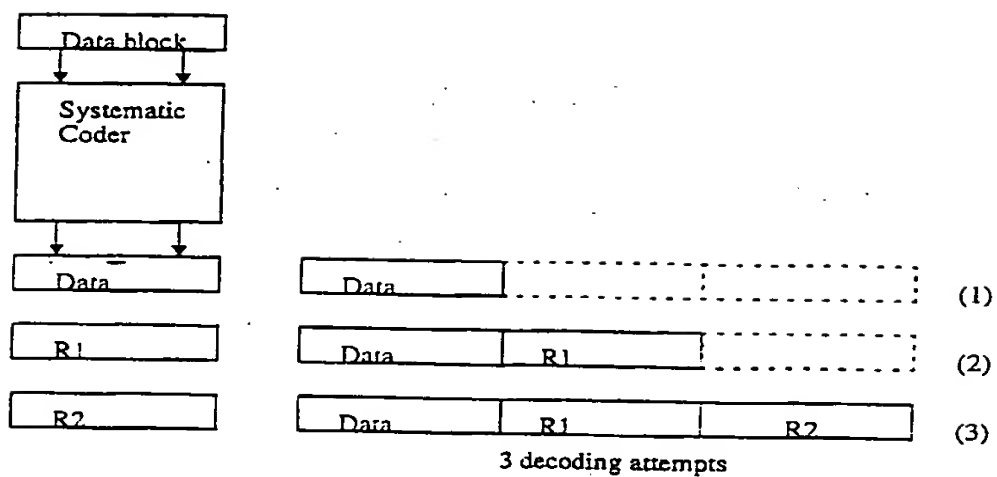 Data block
Systematic
Coder
Data
Data
(1)
R1
Data R1
(2)
R2
Data R1 R2
(3)
3 decoding attempts